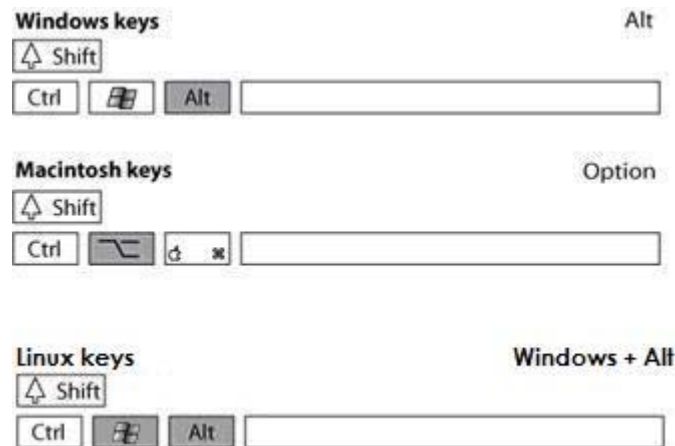 Windows keys Alt
Shift
Ctrl Alt
Macintosh keys Option
Shift
Ctrl ⌥ ⌘
Linux keys Windows + Alt
Shift
Ctrl Alt